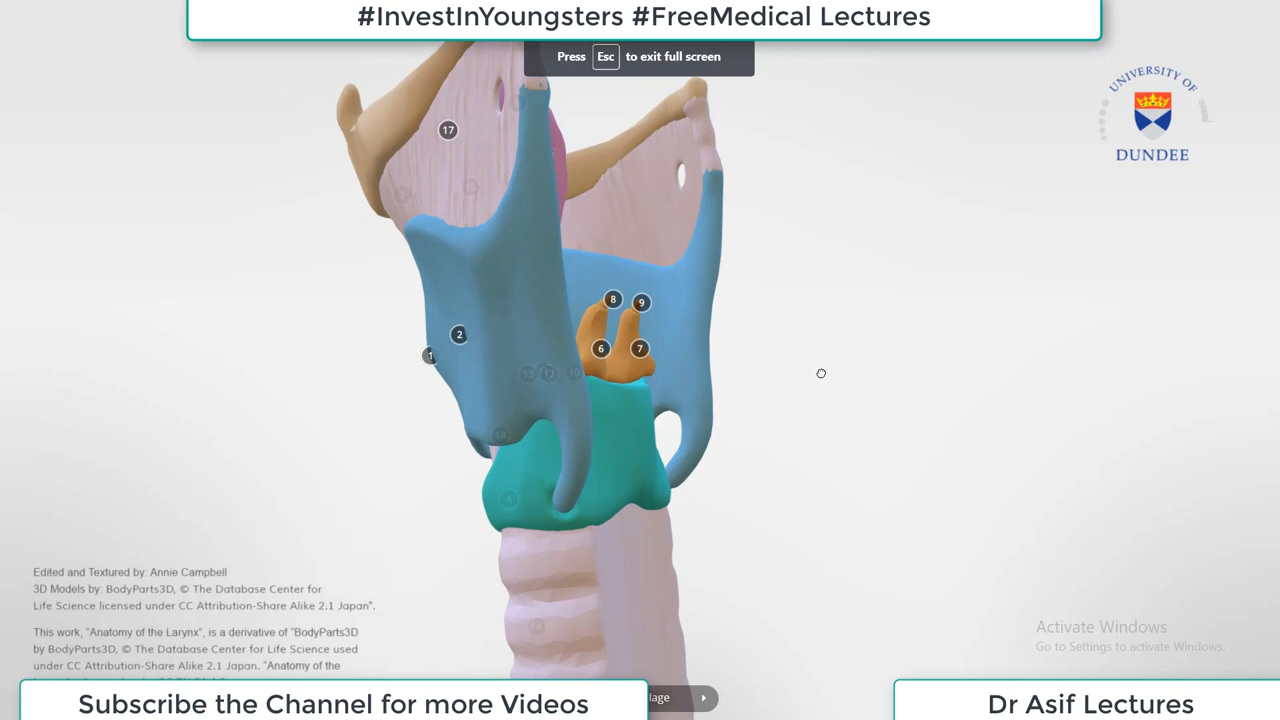 #InvestInYoungsters #FreeMedical Lectures
Press Esc to exit full screen
UNIVERSITY OF
DUNDEE
17
8
9
2
6
7
1
18
4
14
Edited and Textured by: Annie Campbell
3D Models by: BodyParts3D, © The Database Center for
Life Science licensed under CC Attribution-Share Alike 2.1 Japan".
This work, "Anatomy of the Larynx", is a derivative of "BodyParts3D
by BodyParts3D, © The Database Center for Life Science used
under CC Attribution-Share Alike 2.1 Japan. "Anatomy of the
Activate Windows
Go to Settings to activate Windows.
Subscribe the Channel for more Videos
Dr Asif Lectures